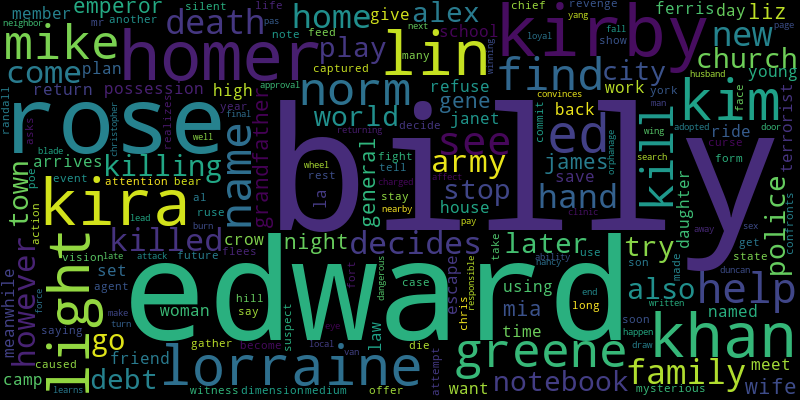 emperor
member
silent
death
home
give
alex
ferris
day
liz
life
mr
another
note
feed
school
chief
approval
revenge
yang
loyal
fall
show
page
neighbor
mike
homer
lin
kirby
new
church
play
pas
come
plan
captured
many
next
winning
find
city
young
husband
return
possession
high
norm
refuse
gene
convinces
back
work
york
man
kim
world
janet
commit
face
adopted
door
terrorist
randall
rose
christopher
year
final
well
realizes
grandfather
returning
decide
see
ed
wing
ride
search
curse
asks
blade
killing
name
wheel
general
fight
tell
army
james
orphanage
kill
form
arrives
attention
bear
charged
affect
stop
save
mysterious
town
poe
event
kira
al
la
rest
stay
nearby
hand
daughter
police
confronts
action
ruse
burn
lead
house
pay
clinic
away
sex
billy
however
light
killed
crow
night
decides
later
try
get
state
vision
late
future
flees
escapes
take
use
son
duncan
meanwhile
set
attack
agent
woman
hill
say
fort
dangerous
case
using
mia
nancy
ability
also
help
made
edward
force
make
turn
suspect
law
chris
responsible
end
long
time
named
soon
happen
written
khan
saying
go
gather
become
local
eye
van
die
greene
draw
camp
caused
friend
debt
lorraine
attempt
want
notebook
family
meet
wife
learns
witness
dimension
medium
offer